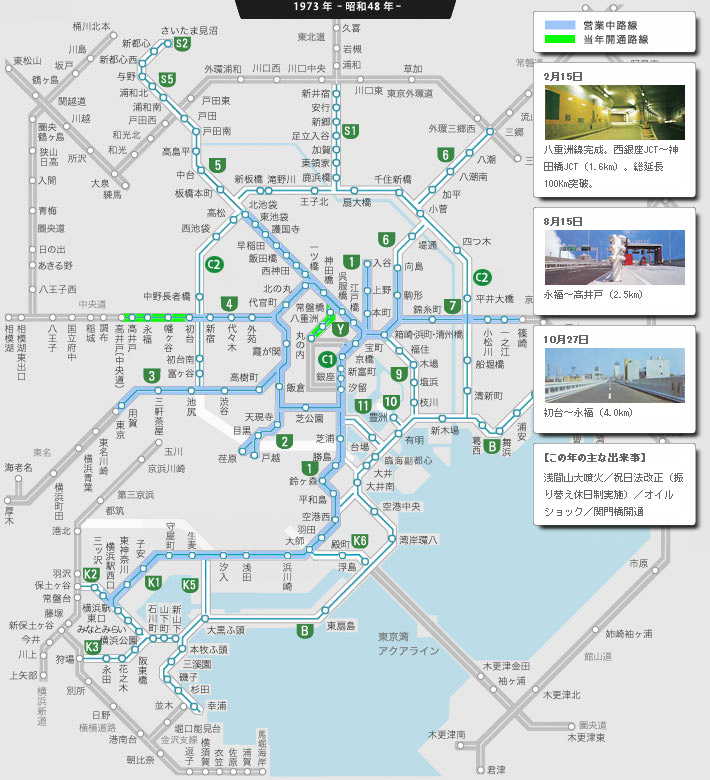 1973年 -昭和48年-
営業中路線
当年開通路線
2月15日
八重洲線完成。西銀座JCT～神
田橋JCT（1.6km）。総延長
100Km突破。
8月15日
永福～高井戸（2.5km）
10月27日
初台～永福（4.0km）
【この年の主な出来事】
浅間山大噴火／祝日法改正（振
り替え休日制実施）／オイル
ショック／関門橋開通
桶川北本
さいたま見沼
S2
新都心
新都心西
与野
S5
浦和北
浦和南
川島
坂戸
東松山
鶴ヶ島
関越道
川越
圏央
鶴ヶ島
狭山
日高
所沢
入間
青梅
圏央道
日の出
あきる野
八王子西
大泉
練馬
和光
和光北
戸田西
戸田東
戸田
戸田南
外環浦和
川口西
川口中央
川口東
草加
東京外環道
外環三郷西
三郷
常磐道
東北道
久喜
岩槻
浦和
新井宿
安行
新郷
足立入谷
加賀
東領家
鹿浜橋
S1
高島平
中台
板橋本町
5
新板橋
滝野川
王子北
扇大橋
千住新橋
小菅
6
八潮
八潮南
加平
高松
西池袋
北池袋
東池袋
護国寺
早稲田
飯田橋
西神田
一ツ橋
神田橋
呉服橋
江戸橋
常盤橋
八重洲
丸の内
Y
1
入谷
上野
本町
6
向島
駒形
堤通
四つ木
C2
平井大橋
錦糸町
7
小松川
一之江
篠崎
船堀橋
清新町
葛西
舞浜
浦安
B
C2
中野長者橋
中央道
相模湖
相模湖東出口
八王子
国立府中
稲城
調布
高井戸（中央道）
高井戸
永福
幡ヶ谷
初台
新宿
4
代々木
外苑
代官町
北の丸
霞が関
初台南
富ヶ谷
高樹町
3
東京
用賀
三軒茶屋
池尻
渋谷
飯倉
芝公園
天現寺
目黒
荏原
戸越
2
C1
銀座
宝町
京橋
新富町
汐留
箱崎・浜町・清洲橋
福住
木場
塩浜
枝川
9
10
11
豊洲
新木場
有明
台場
臨海副都心
大井
大井南
空港中央
湾岸環八
芝浦
勝島
1
鈴ヶ森
平和島
空港西
羽田
大師
殿町
K6
浮島
浜川崎
浅田
汐入
生麦
守屋町
子安
東神奈川
横浜駅西口
三ッ沢
K1
K2
K5
K3
羽沢
保土ヶ谷
常盤台
横浜駅
東口
みなとみらい
横浜公園
石川町
山下町
新山下
大黒ふ頭
B
東扇島
本牧ふ頭
三溪園
磯子
杉田
幸浦
並木
堀口能見台
金沢支線
狩場
永田
花之木
阪東橋
別所
日野
横横道路
港南台
朝比奈
逗子
横須賀
衣笠
佐原
浦賀
馬堀海岸
藤塚
新保土ヶ谷
今井
川上
上矢部
横浜新道
東名
海老名
厚木
横浜町田
横浜青葉
東名川崎
玉川
京浜川崎
第三京浜
都筑
港北
東京湾
アクアライン
木更津金田
袖ヶ浦
木更津北
木更津南
君津
圏央道
木更津東
館山道
姉崎袖ヶ浦
市原